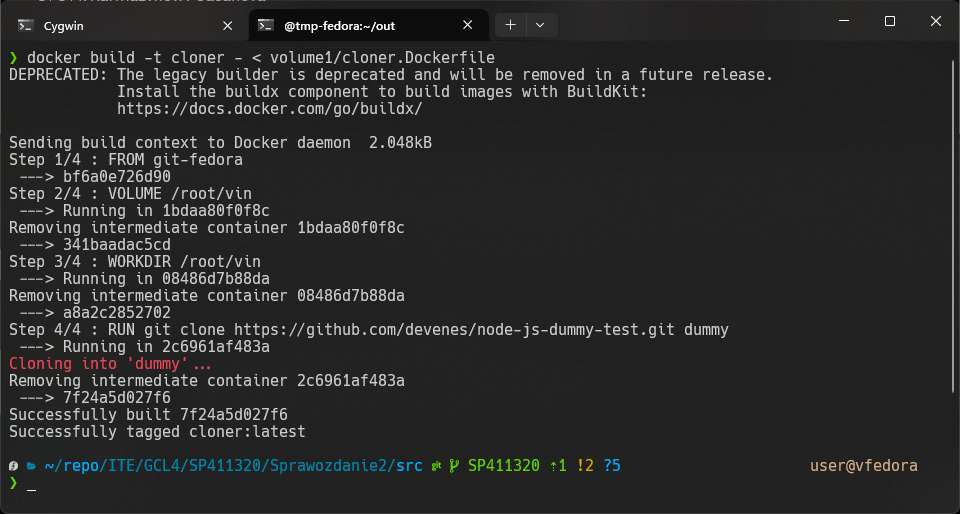 Cygwin
@tmp-fedora:~/out
❯ docker build -t cloner - < volume1/cloner.Dockerfile
DEPRECATED: The legacy builder is deprecated and will be removed in a future release.
            Install the buildx component to build images with BuildKit:
            https://docs.docker.com/go/buildx/

Sending build context to Docker daemon  2.048kB
Step 1/4 : FROM git-fedora
 ---> bf6a0e726d90
Step 2/4 : VOLUME /root/vin
 ---> Running in 1bdaa80f0f8c
Removing intermediate container 1bdaa80f0f8c
 ---> 341baadac5cd
Step 3/4 : WORKDIR /root/vin
 ---> Running in 08486d7b88da
Removing intermediate container 08486d7b88da
 ---> a8a2c2852702
Step 4/4 : RUN git clone https://github.com/devenes/node-js-dummy-test.git dummy
 ---> Running in 2c6961af483a
Cloning into 'dummy'...
Removing intermediate container 2c6961af483a
 ---> 7f24a5d027f6
Successfully built 7f24a5d027f6
Successfully tagged cloner:latest

~/repo/ITE/GCL4/SP411320/Sprawozdanie2/src git SP411320 ⇡1 !2 ?5 user@vfedora
❯ _